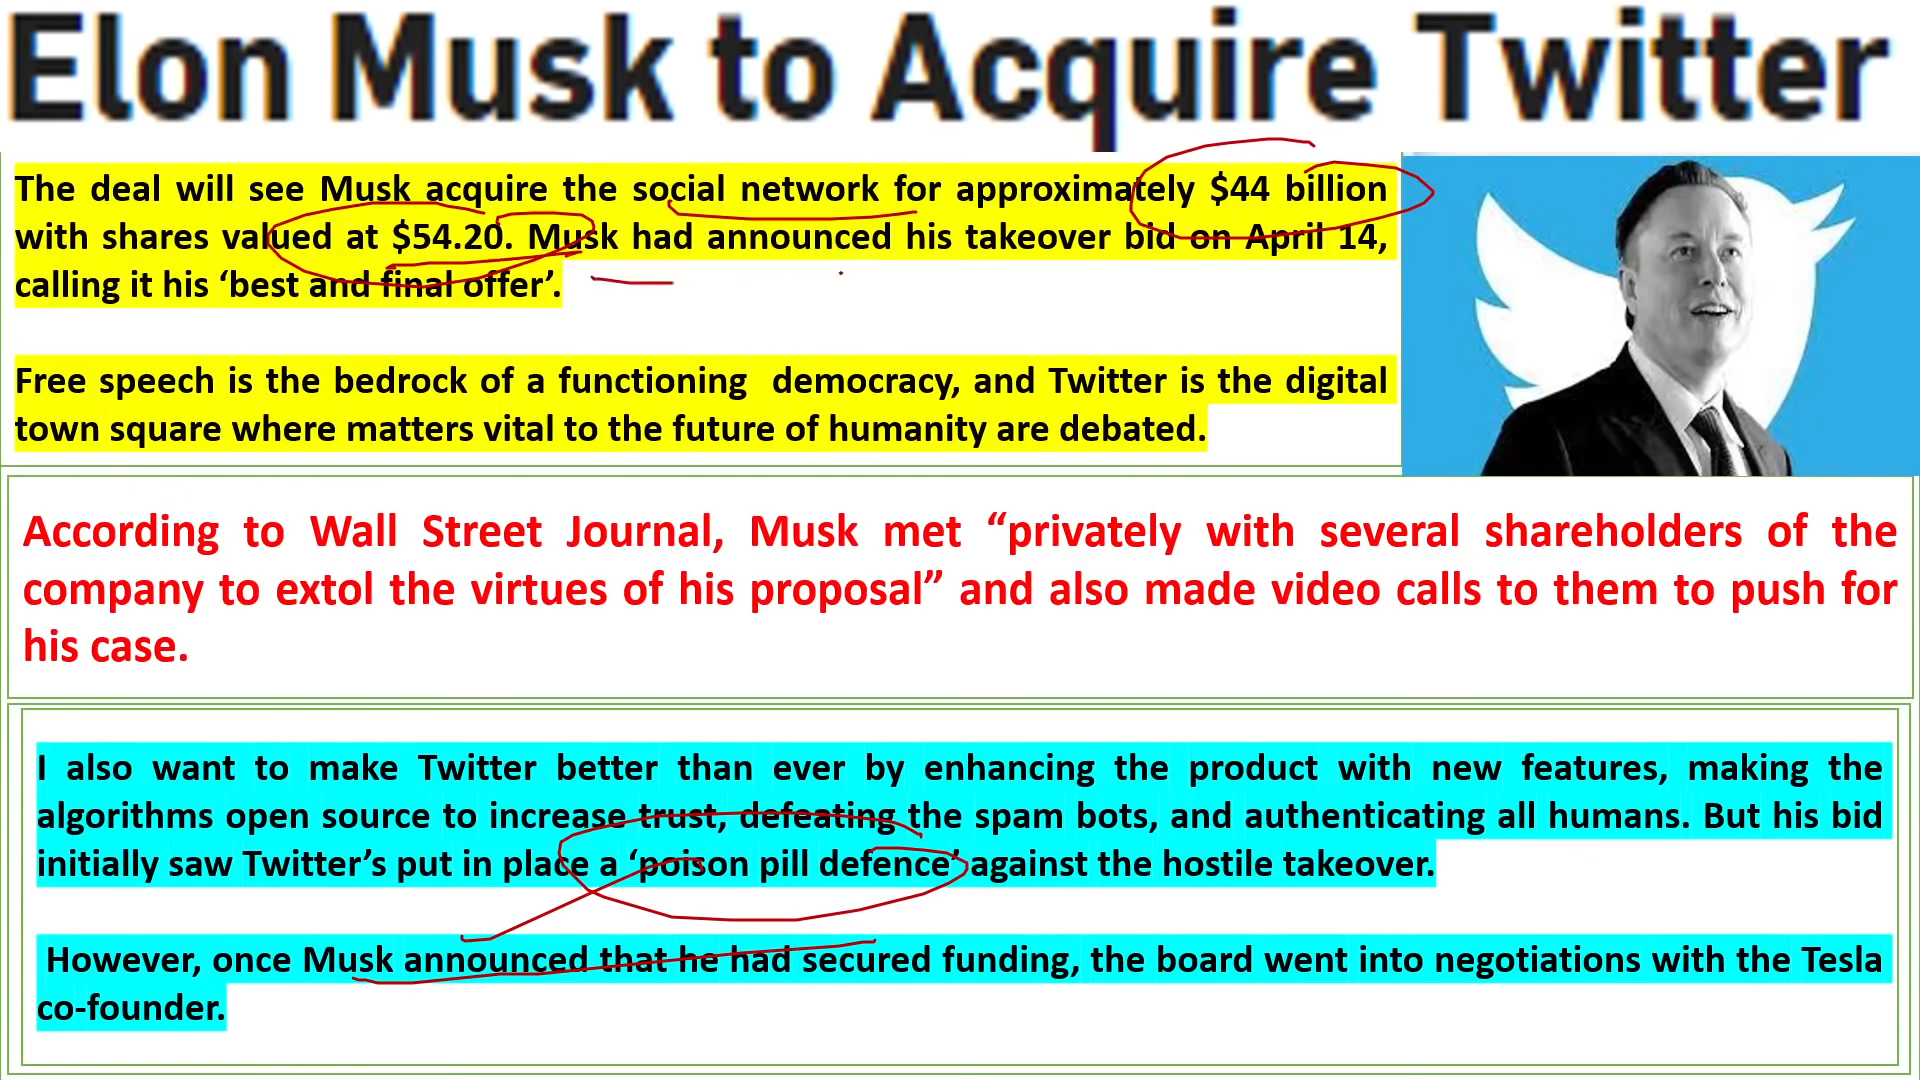 Elon Musk to Acquire Twitter
The deal will see Musk acquire the social network for approximately $44 billion
with shares valued at $54.20. Musk had announced his takeover bid on April 14,
calling it his ‘best and final offer’.
Free speech is the bedrock of a functioning democracy, and Twitter is the digital
town square where matters vital to the future of humanity are debated.
According to Wall Street Journal, Musk met “privately with several shareholders of the
company to extol the virtues of his proposal” and also made video calls to them to push for
his case.
I also want to make Twitter better than ever by enhancing the product with new features, making the
algorithms open source to increase trust, defeating the spam bots, and authenticating all humans. But his bid
initially saw Twitter’s put in place a ‘poison pill defence’ against the hostile takeover.
However, once Musk announced that he had secured funding, the board went into negotiations with the Tesla
co-founder.